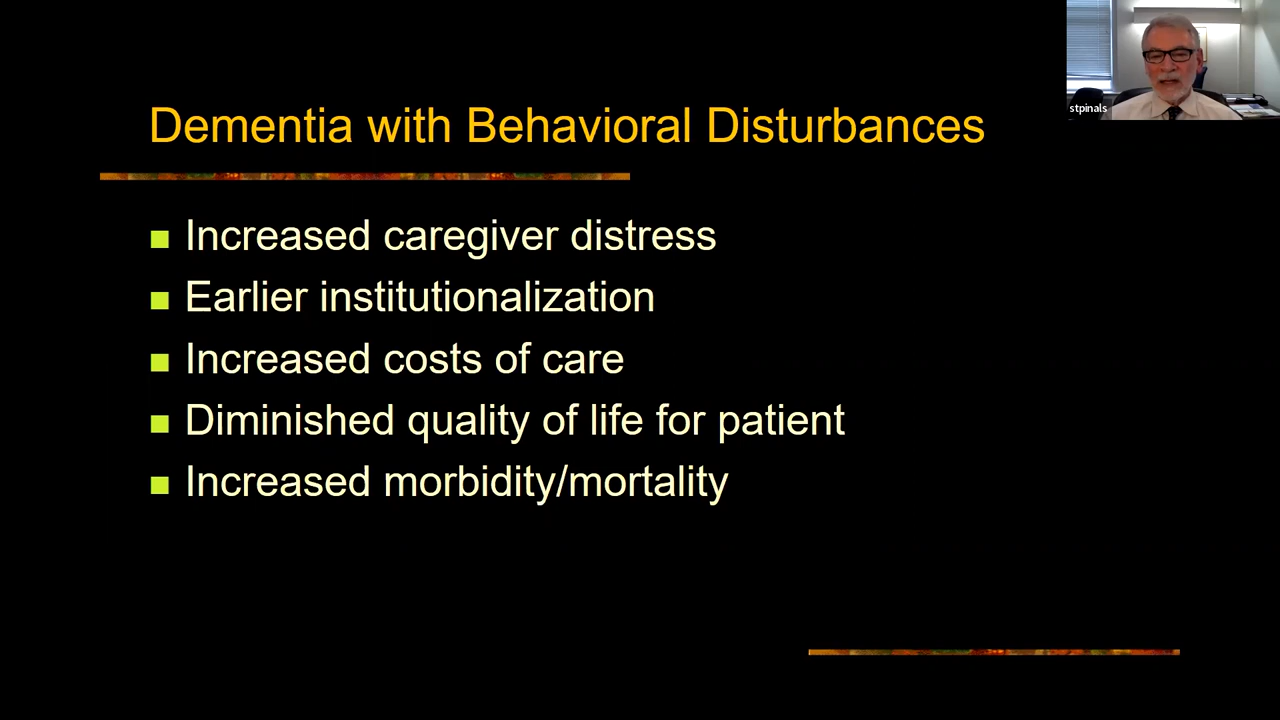 Dementia with Behavioral Disturbances
Increased caregiver distress
Earlier institutionalization
Increased costs of care
Diminished quality of life for patient
Increased morbidity/mortality
stpinals